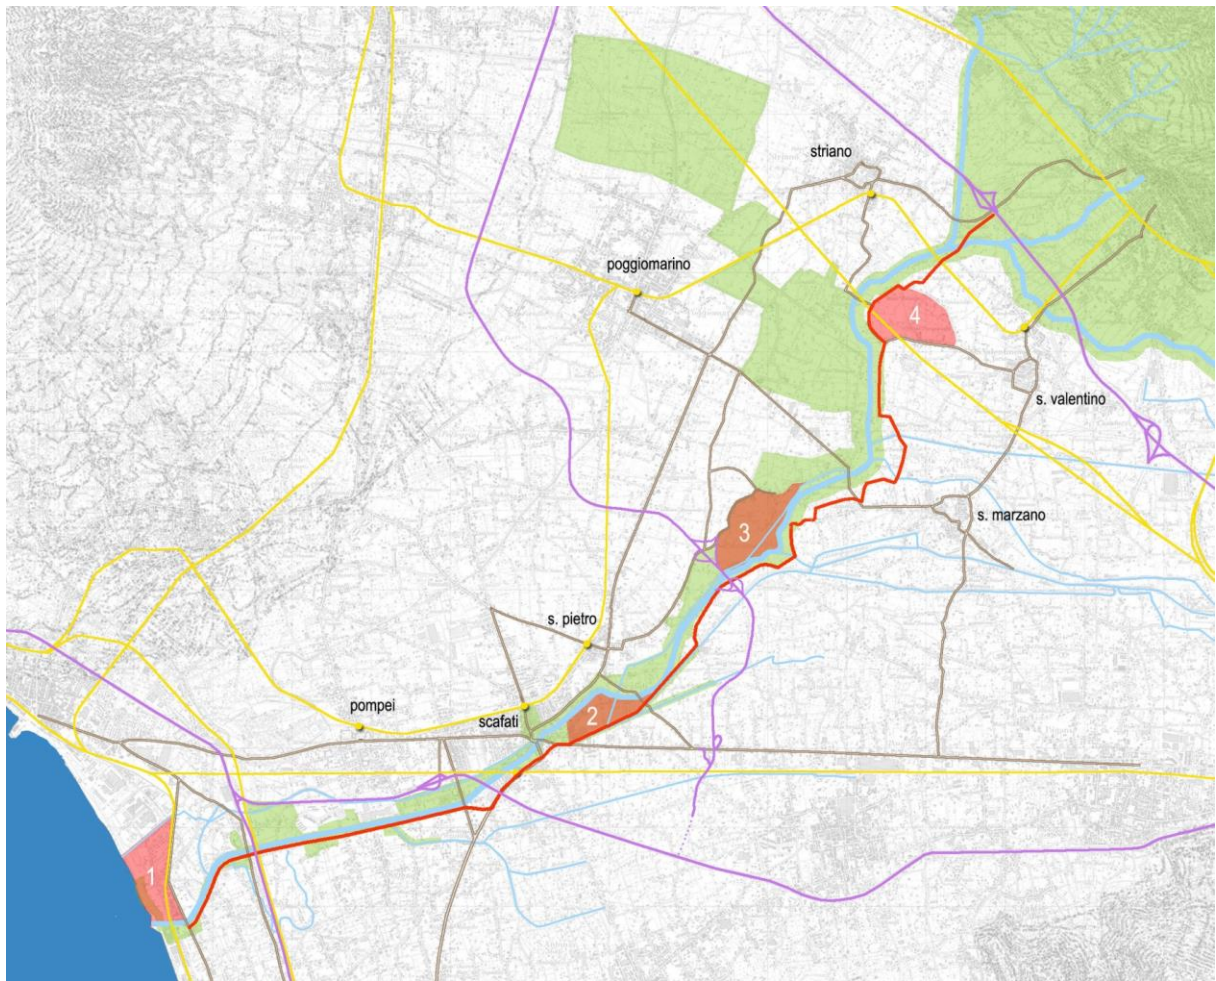 striano
poggiomarino
4
s. valentino
s. marzano
3
s. pietro
2
pompei
scafati
1